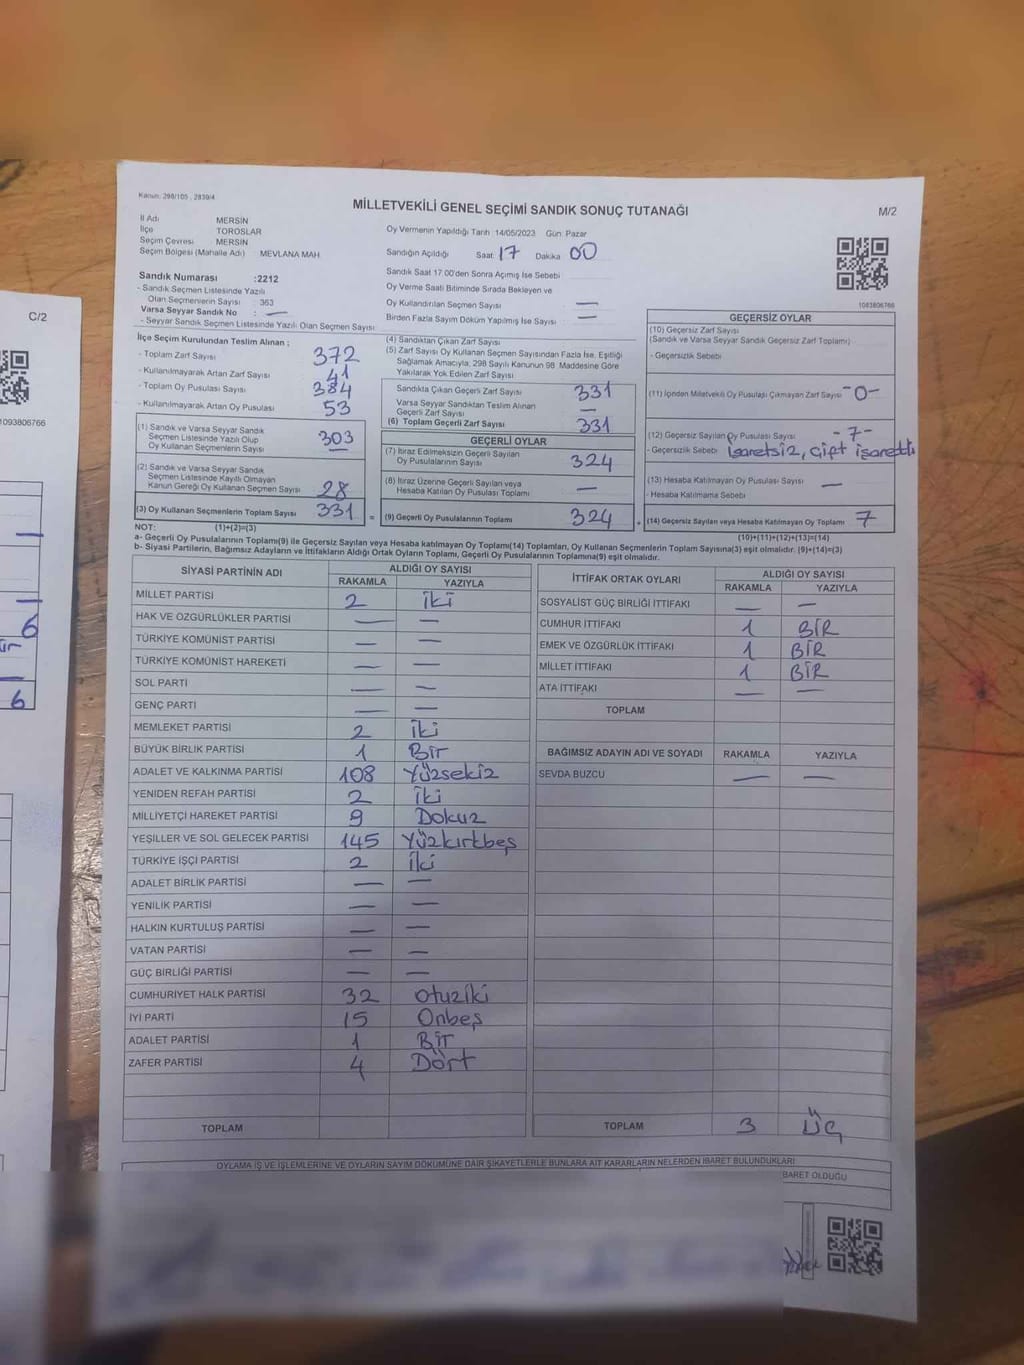 Kanun: 298/105 , 2839/4
MİLLETVEKİLİ GENEL SEÇİMİ SANDIK SONUÇ TUTANAĞI
M/2
İl Adı MERSİN
İlçe TOROSLAR
Seçim Çevresi MERSİN
Seçim Bölgesi (Mahalle Adı) MEVLANA MAH.
Oy Vermenin Yapıldığı Tarih 14/05/2023 Gün: Pazar
Sandığın Açıldığı Saat 17 Dakika 00
Sandık Saat 17.00'den Sonra Açımış İse Sebebi
Oy Verme Saati Bitiminde Sırada Bekleyen ve
Oy Kullandırılan Seçmen Sayısı —
Birden Fazla Sayım Döküm Yapılmış İse Sayısı —
Sandık Numarası :2212
- Sandık Seçmen Listesinde Yazılı
Olan Seçmenlerin Sayısı : 363
Varsa Seyyar Sandık No : —
- Seyyar Sandık Seçmen Listesinde Yazılı Olan Seçmen Sayısı:
1083806766
İlçe Seçim Kurulundan Teslim Alınan ;
- Toplam Zarf Sayısı 372
- Kullanılmayarak Artan Zarf Sayısı 41
- Toplam Oy Pusulası Sayısı 384
- Kullanılmayarak Artan Oy Pusulası 53
(1) Sandık ve Varsa Seyyar Sandık
Seçmen Listesinde Yazılı Olup
Oy Kullanan Seçmenlerin Sayısı 303
(2) Sandık ve Varsa Seyyar Sandık
Seçmen Listesinde Kayıtlı Olmayan
Kanun Gereği Oy Kullanan Seçmen Sayısı 28
(3) Oy Kullanan Seçmenlerin Toplam Sayısı 331
(4) Sandıktan Çıkan Zarf Sayısı
(5) Zarf Sayısı Oy Kullanan Seçmen Sayısından Fazla İse, Eşitliği
Sağlamak Amacıyla, 298 Sayılı Kanunun 98. Maddesine Göre
Yakılarak Yok Edilen Zarf Sayısı
Sandıkta Çıkan Geçerli Zarf Sayısı 331
Varsa Seyyar Sandıktan Teslim Alınan
Geçerli Zarf Sayısı —
(6) Toplam Geçerli Zarf Sayısı 331
GEÇERLİ OYLAR
(7) İtiraz Edilmeksizin Geçerli Sayılan
Oy Pusulalarının Sayısı 324
(8) İtiraz Üzerine Geçerli Sayılan veya
Hesaba Katılan Oy Pusulası Toplamı —
= (9) Geçerli Oy Pusulalarının Toplamı 324 +
GEÇERSİZ OYLAR
(10) Geçersiz Zarf Sayısı
(Sandık ve Varsa Seyyar Sandık Geçersiz Zarf Toplamı)
- Geçersizlik Sebebi
(11) İçinden Milletvekili Oy Pusulası Çıkmayan Zarf Sayısı -0-
(12) Geçersiz Sayılan Oy Pusulası Sayısı -7-
- Geçersizlik Sebebi İşaretsiz, çift işaretli
(13) Hesaba Katılmayan Oy Pusulası Sayısı —
- Hesaba Katılmama Sebebi
(14) Geçersiz Sayılan veya Hesaba Katılmayan Oy Toplamı 7
NOT: (1)+(2)=(3) (10)+(11)+(12)+(13)=(14)
a- Geçerli Oy Pusulalarının Toplamı(9) ile Geçersiz Sayılan veya Hesaba katılmayan Oy Toplamı(14) Toplamları, Oy Kullanan Seçmenlerin Toplam Sayısına(3) eşit olmalıdır. (9)+(14)=(3)
b- Siyasi Partilerin, Bağımsız Adayların ve İttifakların Aldığı Ortak Oyların Toplamı, Geçerli Oy Pusulalarının Toplamına(9) eşit olmalıdır.
SİYASİ PARTİNİN ADI ALDIĞI OY SAYISI
RAKAMLA YAZIYLA
MİLLET PARTİSİ 2 İki
HAK VE ÖZGÜRLÜKLER PARTİSİ — —
TÜRKİYE KOMÜNİST PARTİSİ — —
TÜRKİYE KOMÜNİST HAREKETİ — —
SOL PARTİ — —
GENÇ PARTİ — —
MEMLEKET PARTİSİ 2 İki
BÜYÜK BİRLİK PARTİSİ 1 Bir
ADALET VE KALKINMA PARTİSİ 108 Yüzsekiz
YENİDEN REFAH PARTİSİ 2 İki
MİLLİYETÇİ HAREKET PARTİSİ 9 Dokuz
YEŞİLLER VE SOL GELECEK PARTİSİ 145 Yüzkırkbeş
TÜRKİYE İŞÇİ PARTİSİ 2 İki
ADALET BİRLİK PARTİSİ — —
YENİLİK PARTİSİ — —
HALKIN KURTULUŞ PARTİSİ — —
VATAN PARTİSİ — —
GÜÇ BİRLİĞİ PARTİSİ — —
CUMHURİYET HALK PARTİSİ 32 Otuziki
İYİ PARTİ 15 Onbeş
ADALET PARTİSİ 1 Bir
ZAFER PARTİSİ 4 Dört
TOPLAM
İTTİFAK ORTAK OYLARI ALDIĞI OY SAYISI
RAKAMLA YAZIYLA
SOSYALİST GÜÇ BİRLİĞİ İTTİFAKI — —
CUMHUR İTTİFAKI 1 BİR
EMEK VE ÖZGÜRLÜK İTTİFAKI 1 BİR
MİLLET İTTİFAKI 1 BİR
ATA İTTİFAKI — —
TOPLAM
BAĞIMSIZ ADAYIN ADI VE SOYADI RAKAMLA YAZIYLA
SEVDA BUZCU — —
TOPLAM 3 ÜÇ
OYLAMA İŞ VE İŞLEMLERİNE VE OYLARIN SAYIM DÖKÜMÜNE DAİR ŞİKAYETLERLE BUNLARA AİT KARARLARIN NELERDEN İBARET BULUNDUKLARI
BARET OLDUĞU
C/2
1093806766
6
6